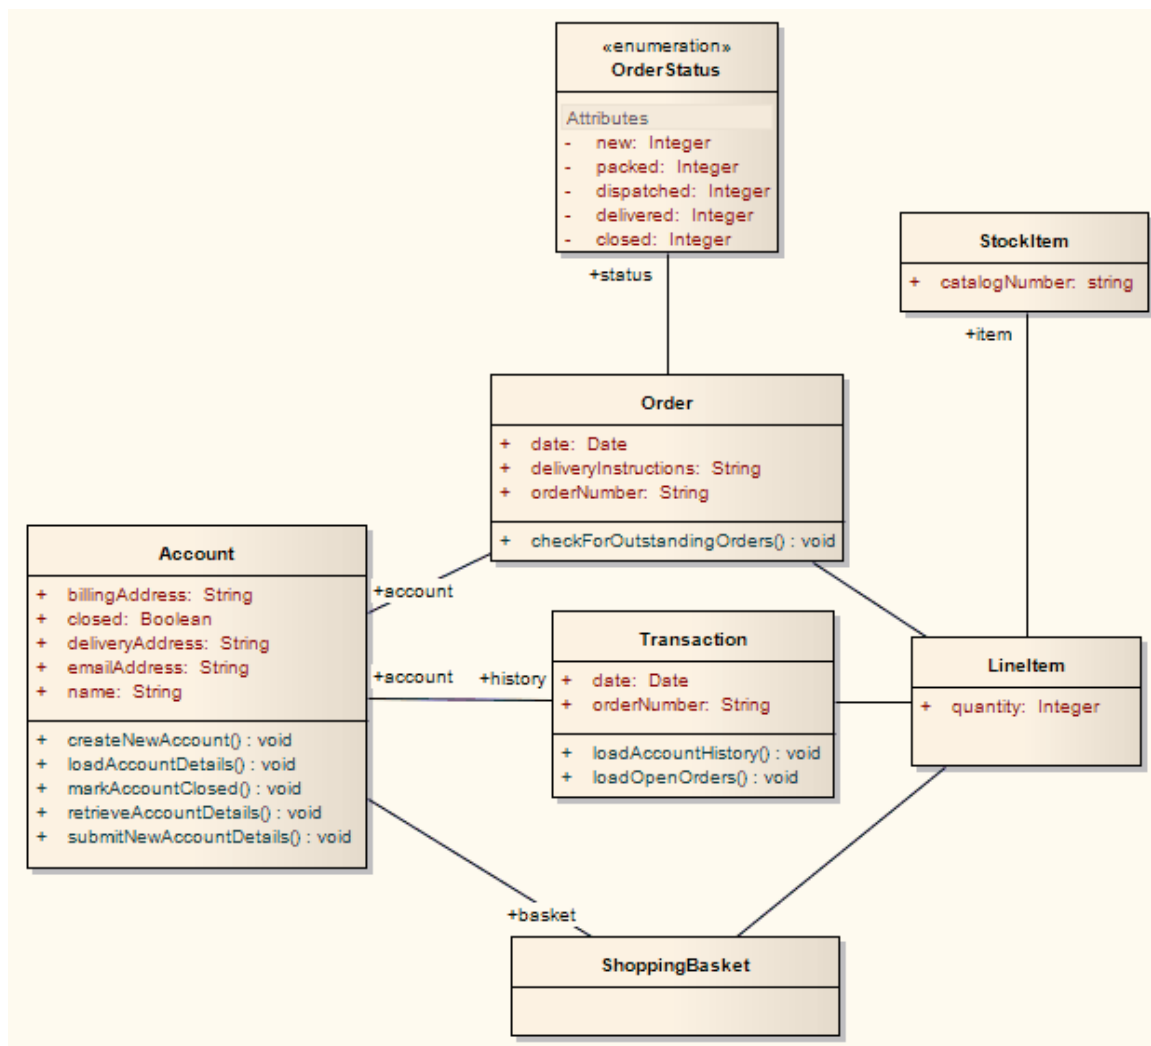 «enumeration»
OrderStatus
Attributes
- new: Integer
- packed: Integer
- dispatched: Integer
- delivered: Integer
- closed: Integer
+status
StockItem
+ catalogNumber: string
+item
Order
+ date: Date
+ deliveryInstructions: String
+ orderNumber: String
+ checkForOutstandingOrders() : void
Account
+ billingAddress: String
+ closed: Boolean
+ deliveryAddress: String
+ emailAddress: String
+ name: String
+ createNewAccount() : void
+ loadAccountDetails() : void
+ markAccountClosed() : void
+ retrieveAccountDetails() : void
+ submitNewAccountDetails() : void
+account
+account
+history
Transaction
+ date: Date
+ orderNumber: String
+ loadAccountHistory() : void
+ loadOpenOrders() : void
LineItem
+ quantity: Integer
+basket
ShoppingBasket